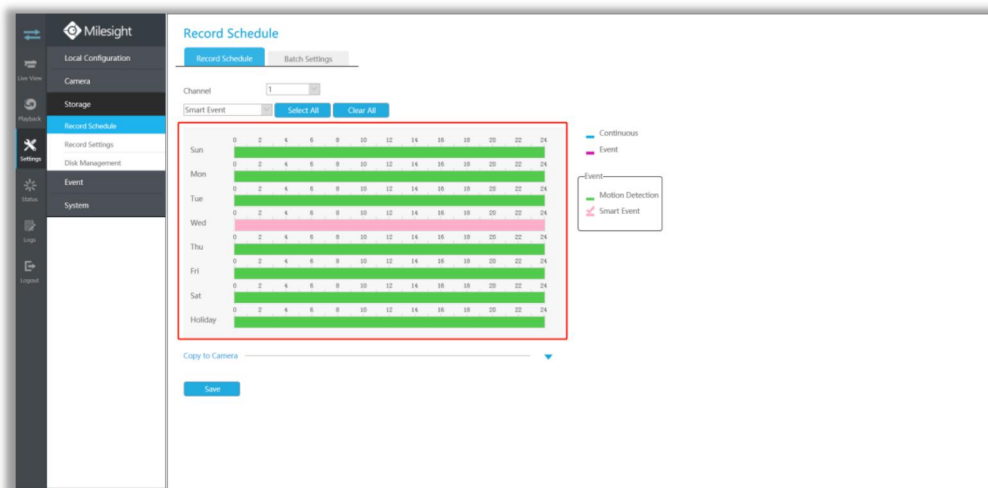 Milesight
Live View
Playback
Settings
Status
Logs
Logout
Local Configuration
Camera
Storage
Record Schedule
Record Settings
Disk Management
Event
System
Record Schedule
Record Schedule Batch Settings
Channel 1
Smart Event Select All Clear All
0 2 4 6 8 10 12 14 16 18 20 22 24
Sun
0 2 4 6 8 10 12 14 16 18 20 22 24
Mon
0 2 4 6 8 10 12 14 16 18 20 22 24
Tue
0 2 4 6 8 10 12 14 16 18 20 22 24
Wed
0 2 4 6 8 10 12 14 16 18 20 22 24
Thu
0 2 4 6 8 10 12 14 16 18 20 22 24
Fri
0 2 4 6 8 10 12 14 16 18 20 22 24
Sat
0 2 4 6 8 10 12 14 16 18 20 22 24
Holiday
Continuous
Event
Event
Motion Detection
Smart Event
Copy to Camera
Save